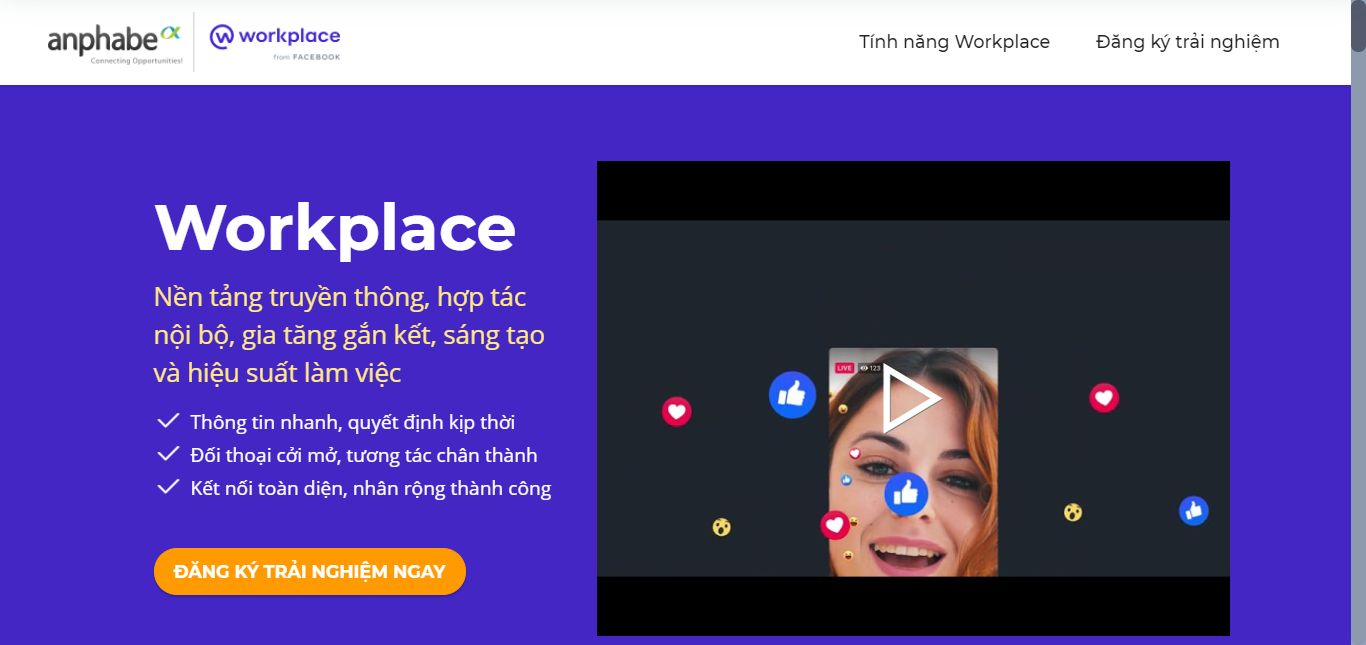 anphabe
Connecting Opportunities!
workplace
from FACEBOOK
Tính năng Workplace
Đăng ký trải nghiệm
Workplace
Nền tảng truyền thông, hợp tác
nội bộ, gia tăng gắn kết, sáng tạo
và hiệu suất làm việc
Thông tin nhanh, quyết định kịp thời
Đối thoại cởi mở, tương tác chân thành
Kết nối toàn diện, nhân rộng thành công
LIVE 123
ĐĂNG KÝ TRẢI NGHIỆM NGAY